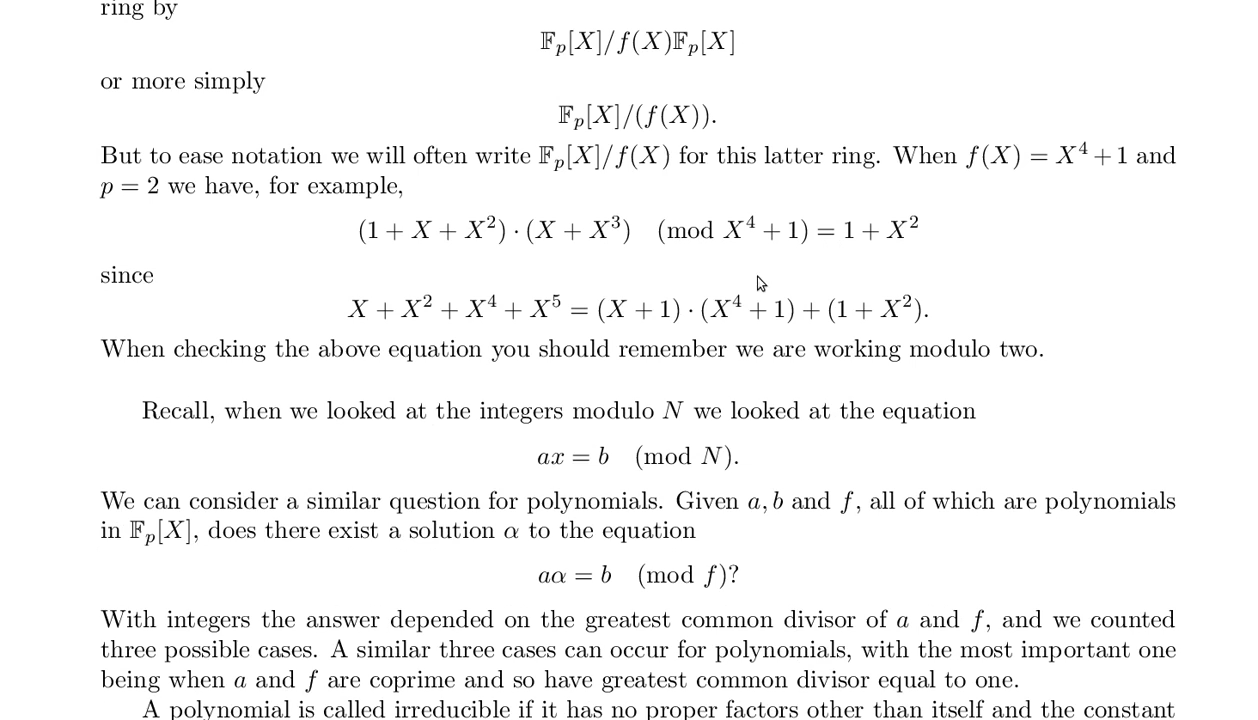 ring by
𝔽ₚ[X]/f(X)𝔽ₚ[X]
or more simply
𝔽ₚ[X]/(f(X)).
But to ease notation we will often write 𝔽ₚ[X]/f(X) for this latter ring. When f(X) = X⁴ + 1 and
p = 2 we have, for example,
(1 + X + X²) · (X + X³) (mod X⁴ + 1) = 1 + X²
since
X + X² + X⁴ + X⁵ = (X + 1) · (X⁴ + 1) + (1 + X²).
When checking the above equation you should remember we are working modulo two.
Recall, when we looked at the integers modulo N we looked at the equation
ax = b (mod N).
We can consider a similar question for polynomials. Given a, b and f, all of which are polynomials
in 𝔽ₚ[X], does there exist a solution α to the equation
aα = b (mod f)?
With integers the answer depended on the greatest common divisor of a and f, and we counted
three possible cases. A similar three cases can occur for polynomials, with the most important one
being when a and f are coprime and so have greatest common divisor equal to one.
A polynomial is called irreducible if it has no proper factors other than itself and the constant